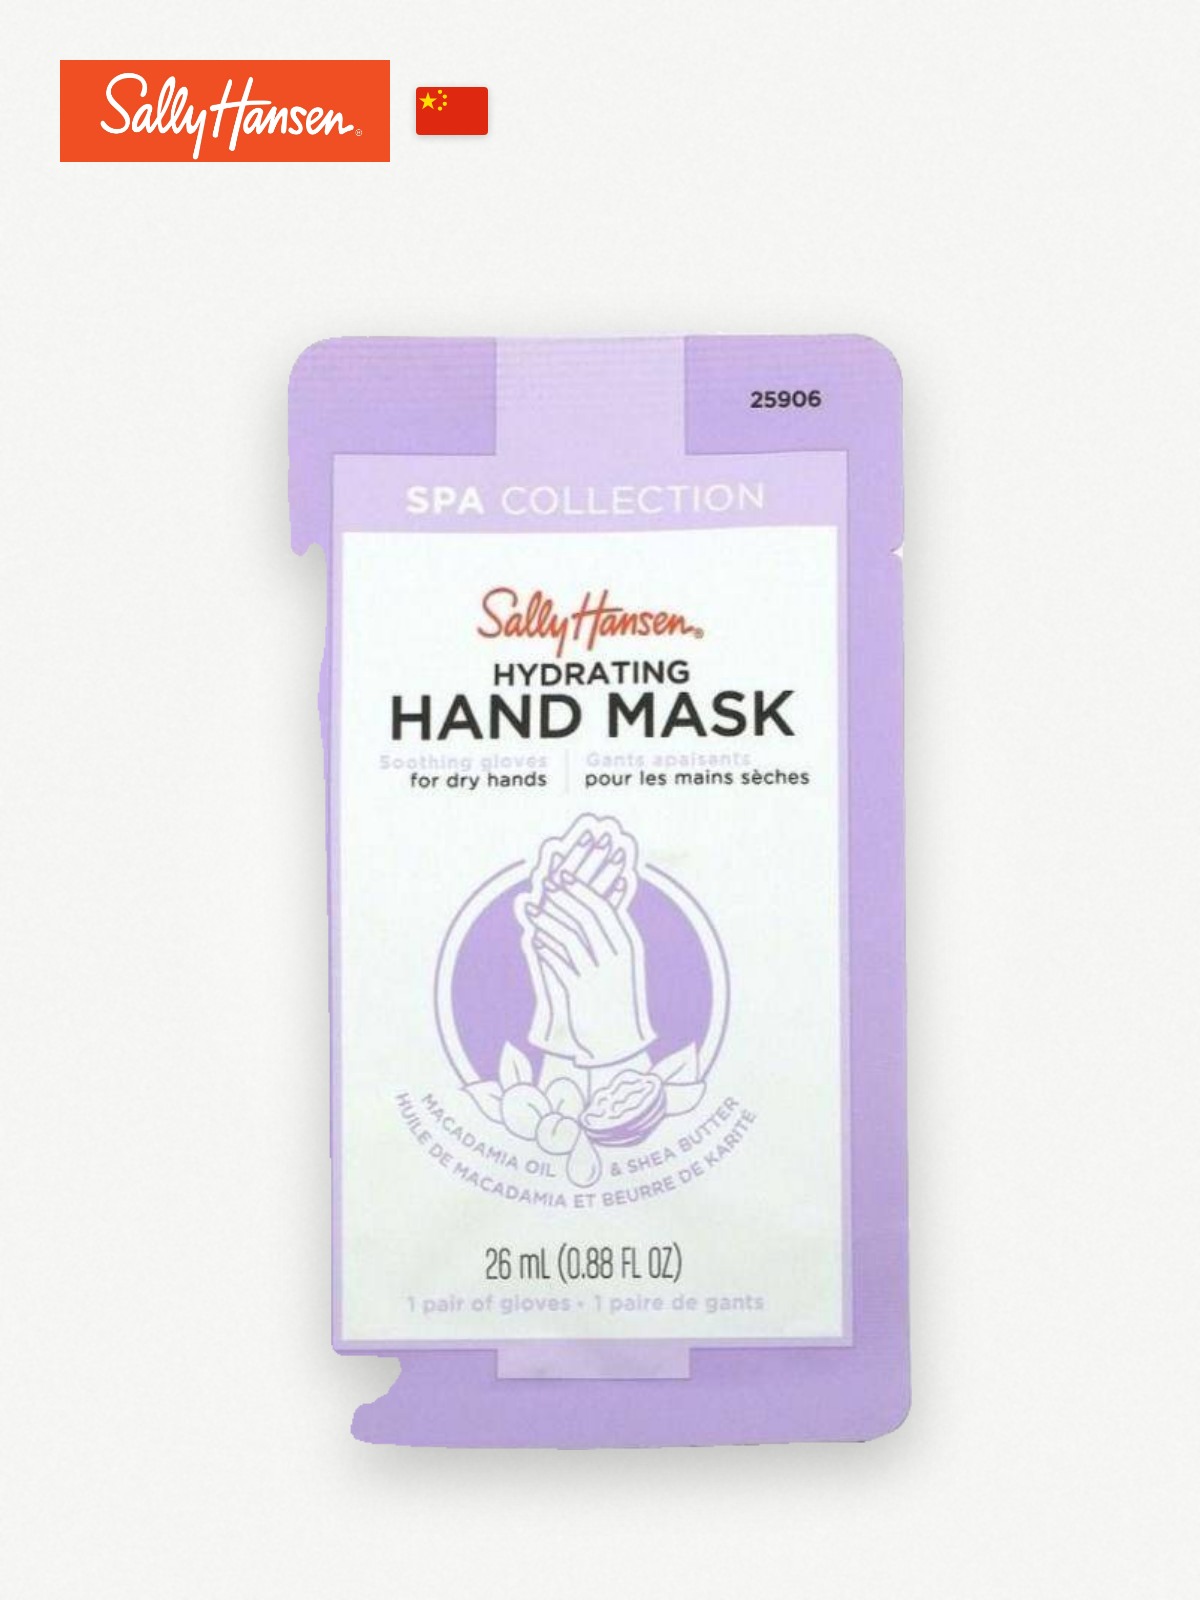 Sally Hansen®
25906
SPA COLLECTION
Sally Hansen®
HYDRATING
HAND MASK
Soothing gloves
for dry hands
Gants apaisants
pour les mains sèches
MACADAMIA OIL & SHEA BUTTER
HUILE DE MACADAMIA ET BEURRE DE KARITÉ
26 mL (0.88 FL OZ)
1 pair of gloves • 1 paire de gants